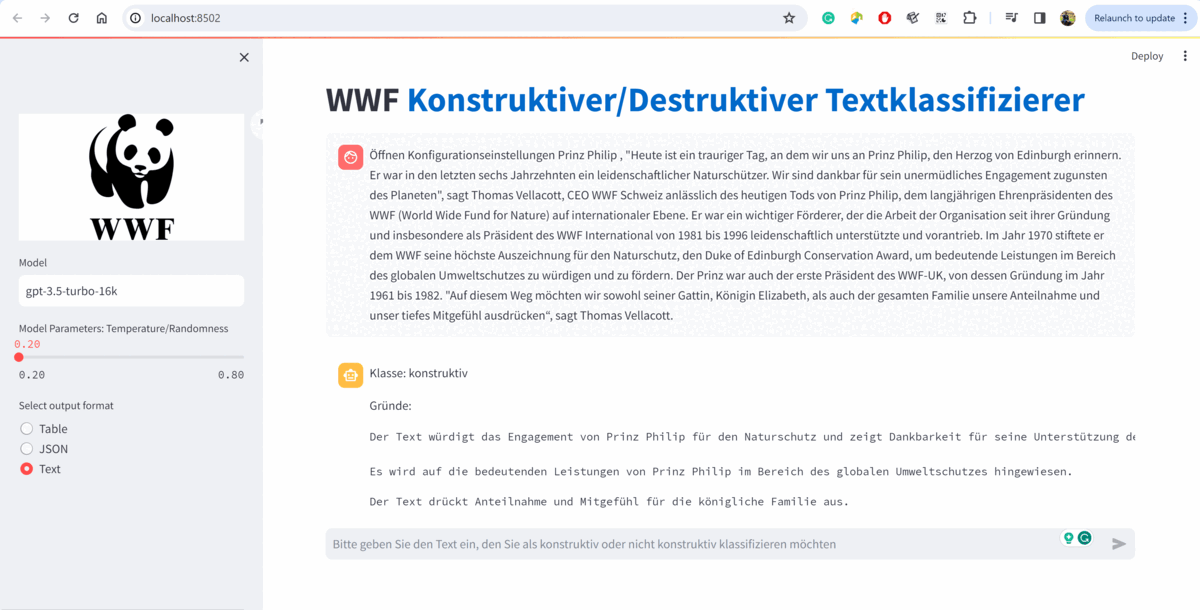 localhost:8502
Relaunch to update
Deploy
WWF
Model
gpt-3.5-turbo-16k
Model Parameters: Temperature/Randomness
0.20
0.20 0.80
Select output format
Table
JSON
Text
WWF Konstruktiver/Destruktiver Textklassifizierer
Öffnen Konfigurationseinstellungen Prinz Philip , "Heute ist ein trauriger Tag, an dem wir uns an Prinz Philip, den Herzog von Edinburgh erinnern.
Er war in den letzten sechs Jahrzehnten ein leidenschaftlicher Naturschützer. Wir sind dankbar für sein unermüdliches Engagement zugunsten
des Planeten", sagt Thomas Vellacott, CEO WWF Schweiz anlässlich des heutigen Tods von Prinz Philip, dem langjährigen Ehrenpräsidenten des
WWF (World Wide Fund for Nature) auf internationaler Ebene. Er war ein wichtiger Förderer, der die Arbeit der Organisation seit ihrer Gründung
und insbesondere als Präsident des WWF International von 1981 bis 1996 leidenschaftlich unterstützte und vorantrieb. Im Jahr 1970 stiftete er
dem WWF seine höchste Auszeichnung für den Naturschutz, den Duke of Edinburgh Conservation Award, um bedeutende Leistungen im Bereich
des globalen Umweltschutzes zu würdigen und zu fördern. Der Prinz war auch der erste Präsident des WWF-UK, von dessen Gründung im Jahr
1961 bis 1982. "Auf diesem Weg möchten wir sowohl seiner Gattin, Königin Elizabeth, als auch der gesamten Familie unsere Anteilnahme und
unser tiefes Mitgefühl ausdrücken“, sagt Thomas Vellacott.
Klasse: konstruktiv
Gründe:
Der Text würdigt das Engagement von Prinz Philip für den Naturschutz und zeigt Dankbarkeit für seine Unterstützung de
Es wird auf die bedeutenden Leistungen von Prinz Philip im Bereich des globalen Umweltschutzes hingewiesen.
Der Text drückt Anteilnahme und Mitgefühl für die königliche Familie aus.
Bitte geben Sie den Text ein, den Sie als konstruktiv oder nicht konstruktiv klassifizieren möchten